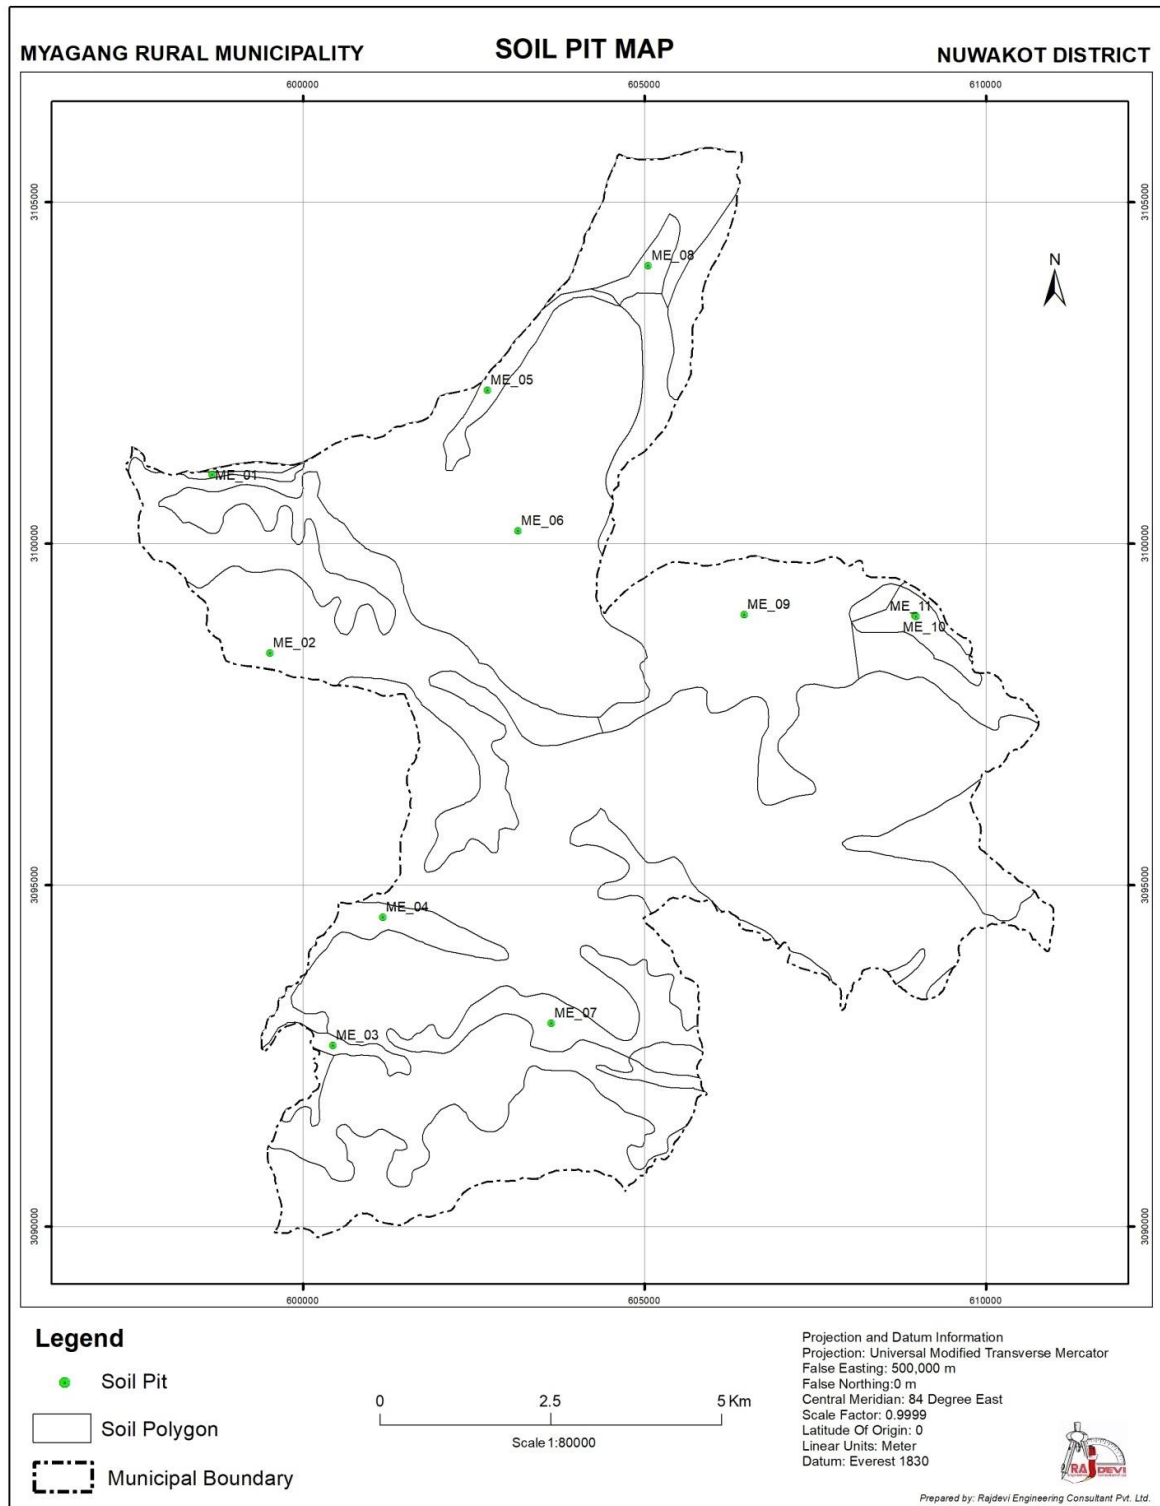 MYAGANG RURAL MUNICIPALITY
SOIL PIT MAP
NUWAKOT DISTRICT
600000
605000
610000
3105000
3105000
N
ME_08
ME_05
ME_01
ME_06
3100000
3100000
ME_09
ME_11
ME_10
ME_02
3095000
3095000
ME_04
ME_07
ME_03
3090000
3090000
600000
605000
610000
Legend
Soil Pit
Soil Polygon
Municipal Boundary
0
2.5
5 Km
Scale 1:80000
Projection and Datum Information
Projection: Universal Modified Transverse Mercator
False Easting: 500,000 m
False Northing:0 m
Central Meridian: 84 Degree East
Scale Factor: 0.9999
Latitude Of Origin: 0
Linear Units: Meter
Datum: Everest 1830
RAJDEVI
Prepared by: Rajdevi Engineering Consultant Pvt. Ltd.